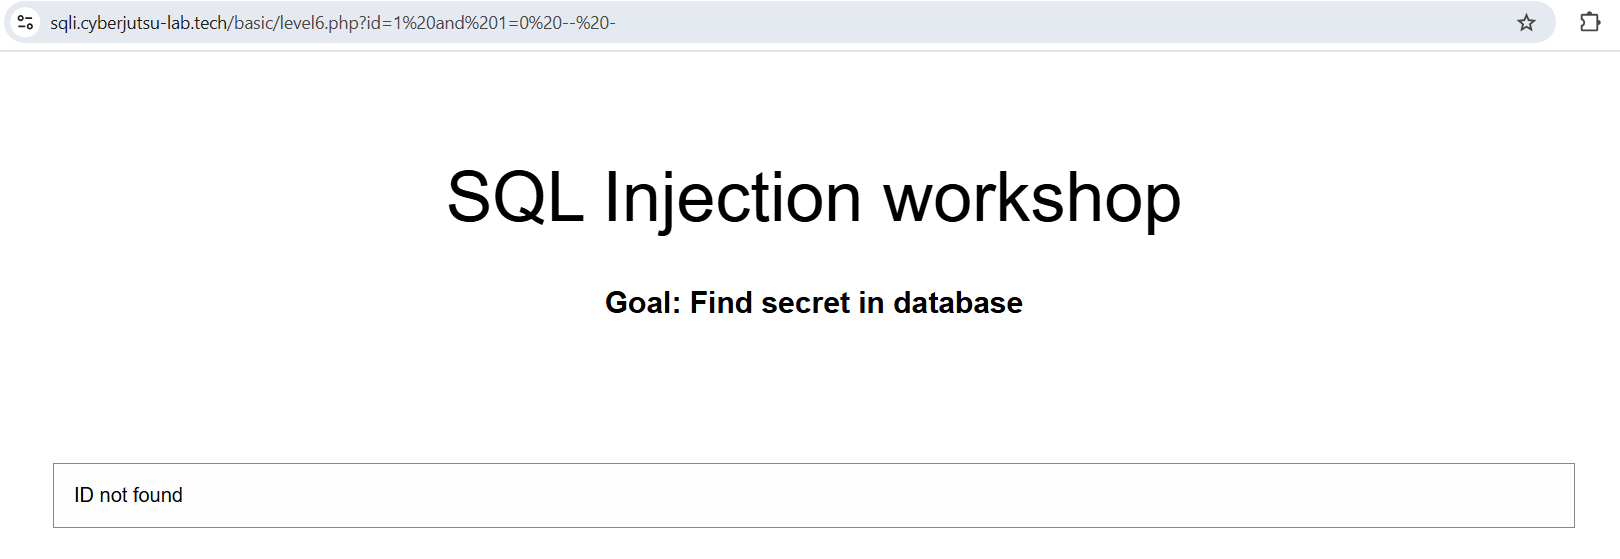 sqli.cyberjutsu-lab.tech/basic/level6.php?id=1%20and%201=0%20--%20-
SQL Injection workshop
Goal: Find secret in database
ID not found